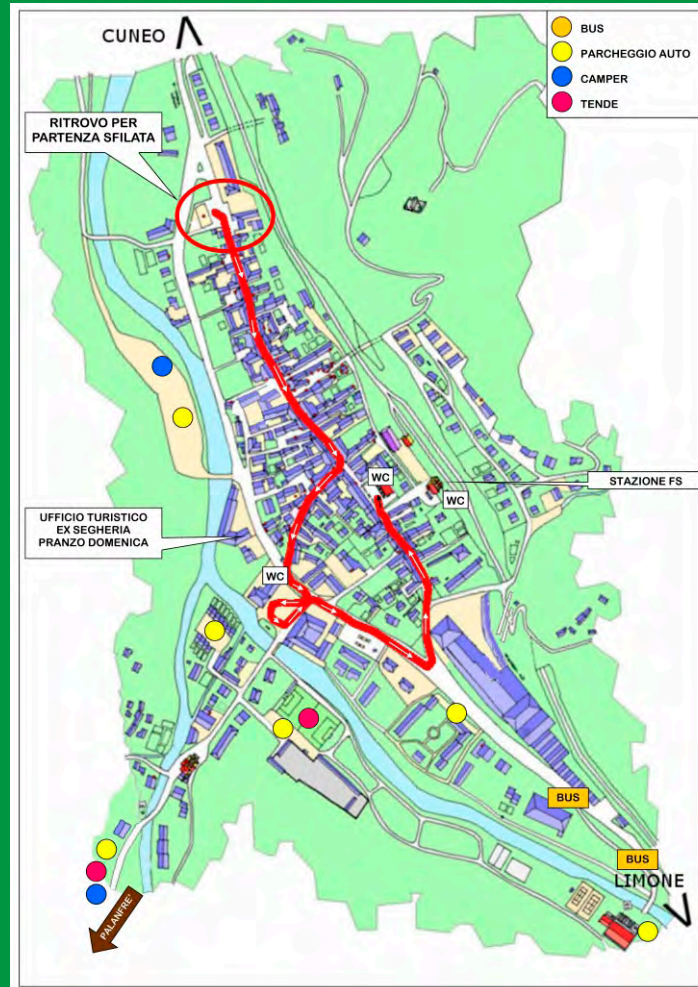 CUNEO
BUS
PARCHEGGIO AUTO
CAMPER
TENDE
RITROVO PER
PARTENZA SFILATA
WC
STAZIONE FS
WC
UFFICIO TURISTICO
EX SEGHERIA
PRANZO DOMENICA
WC
BUS
BUS
LIMONE
PALANFRE'